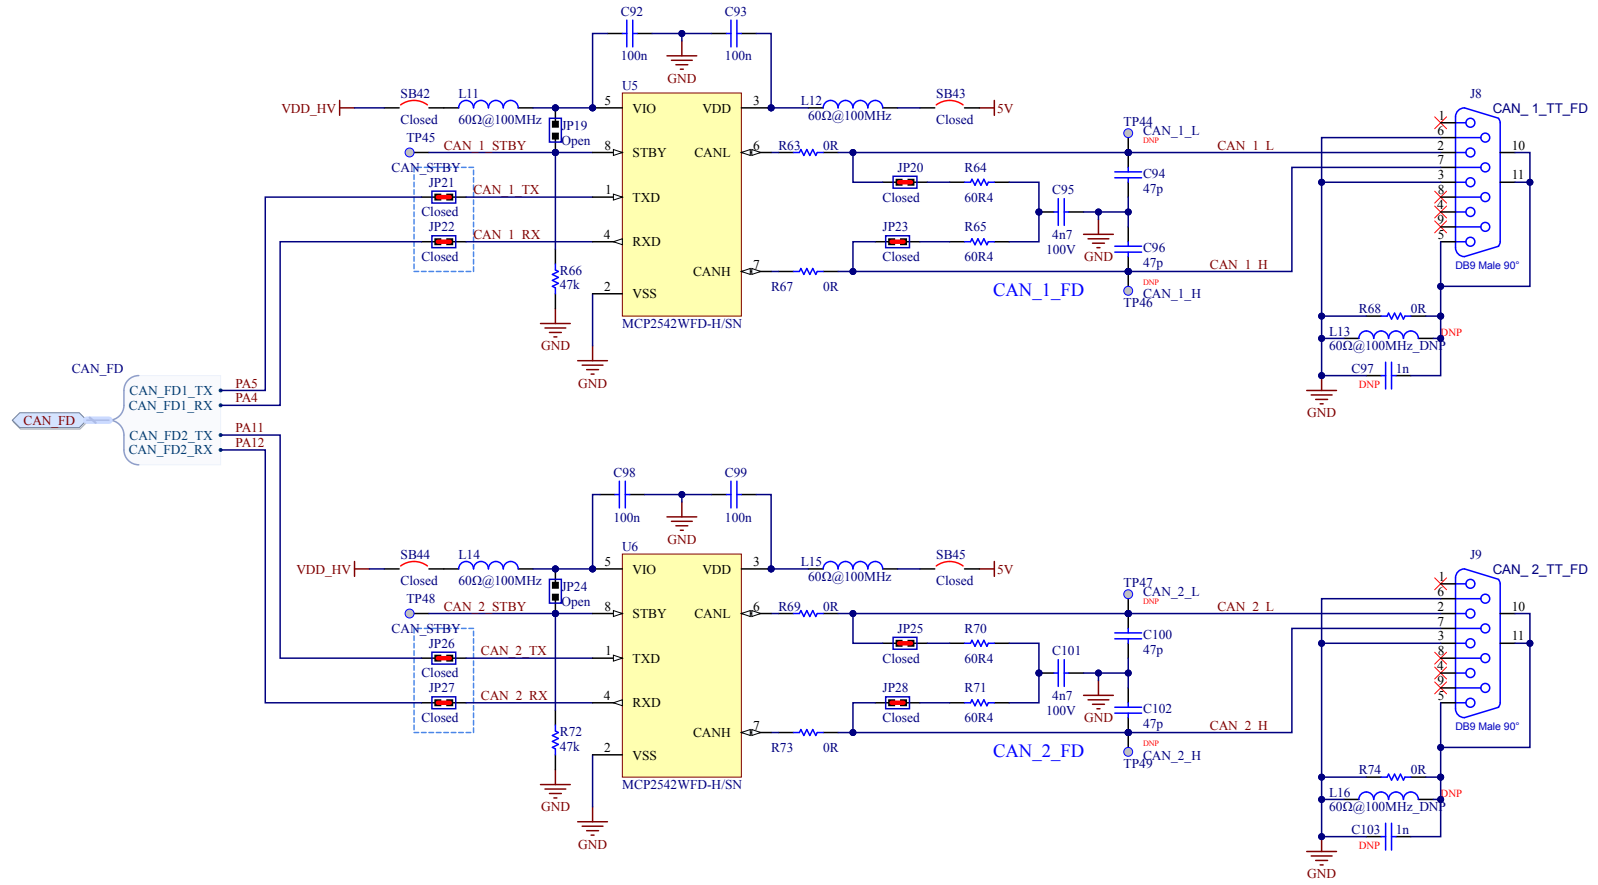 C92
C93
100n
100n
GND
U5
VDD_HV
SB42
Closed
L11
60Ω@100MHz
5
VIO
VDD
3
L12
60Ω@100MHz
SB43
Closed
5V
JP19
Open
TP45
CAN_1_STBY
8
STBY
CANL
6
R63
0R
TP44
CAN_1_L
DNP
CAN_1_L
CAN_STBY
JP21
Closed
CAN_1_TX
1
TXD
JP20
Closed
R64
60R4
C94
47p
C95
4n7
100V
GND
JP22
Closed
CAN_1_RX
4
RXD
JP23
Closed
R65
60R4
C96
47p
CANH
7
R67
0R
CAN_1_H
R66
47k
2
VSS
CAN_1_FD
DNP
CAN_1_H
TP46
MCP2542WFD-H/SN
GND
GND
J8
CAN_ 1_TT_FD
1
6
2
7
3
8
4
9
5
10
11
DB9 Male 90°
R68
0R
L13
DNP
60Ω@100MHz_DNP
C97
1n
DNP
GND
CAN_FD
CAN_FD
CAN_FD1_TX
CAN_FD1_RX
CAN_FD2_TX
CAN_FD2_RX
PA5
PA4
PA11
PA12
C98
C99
100n
100n
GND
U6
VDD_HV
SB44
Closed
L14
60Ω@100MHz
5
VIO
VDD
3
L15
60Ω@100MHz
SB45
Closed
5V
JP24
Open
TP48
CAN_2_STBY
8
STBY
CANL
6
R69
0R
TP47
CAN_2_L
DNP
CAN_2_L
CAN_STBY
JP26
Closed
CAN_2_TX
1
TXD
JP25
Closed
R70
60R4
C100
47p
C101
4n7
100V
GND
JP27
Closed
CAN_2_RX
4
RXD
JP28
Closed
R71
60R4
C102
47p
CANH
7
R73
0R
CAN_2_H
R72
47k
2
VSS
CAN_2_FD
DNP
CAN_2_H
TP49
MCP2542WFD-H/SN
GND
GND
J9
CAN_ 2_TT_FD
1
6
2
7
3
8
4
9
5
10
11
DB9 Male 90°
R74
0R
L16
DNP
60Ω@100MHz_DNP
C103
1n
DNP
GND